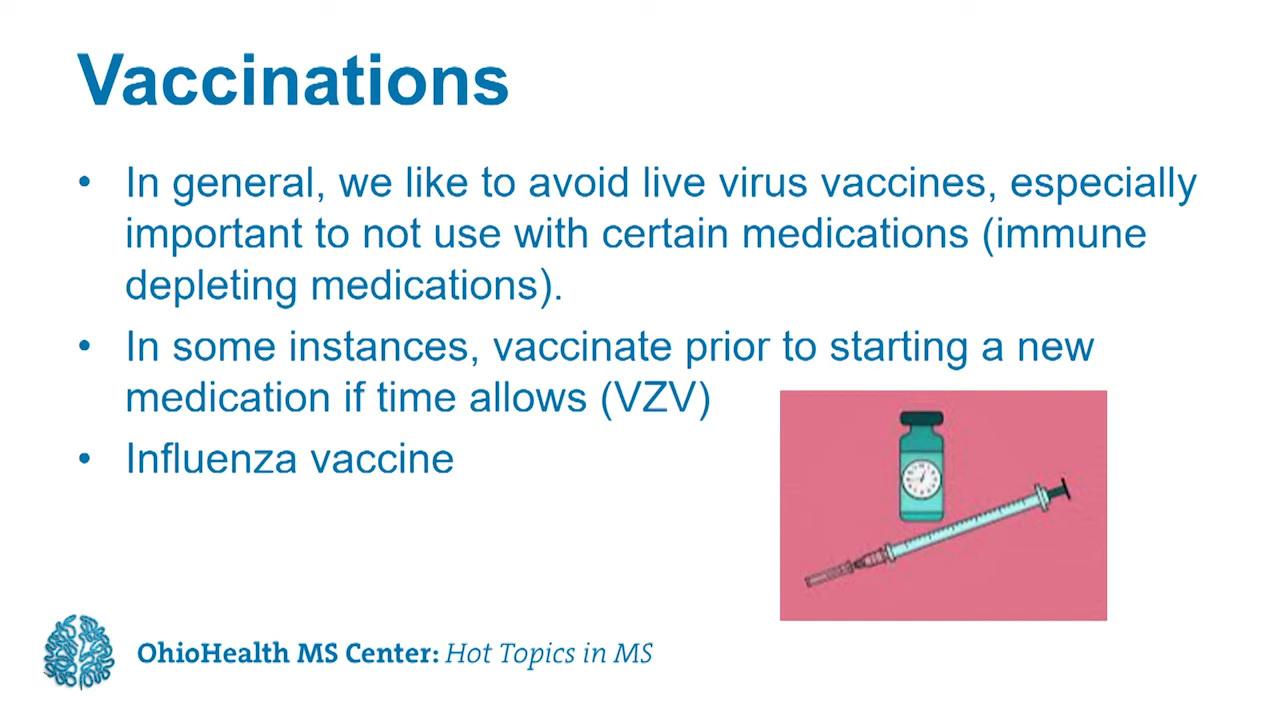 Vaccinations
• In general, we like to avoid live virus vaccines, especially
important to not use with certain medications (immune
depleting medications).
• In some instances, vaccinate prior to starting a new
medication if time allows (VZV)
• Influenza vaccine
OhioHealth MS Center: Hot Topics in MS